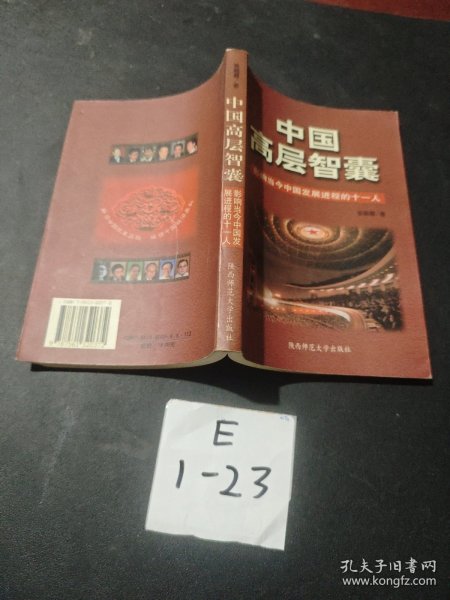 中国
高层智囊
影响当今中国发展进程的十一人
陕西师范大学出版社
中国高层智囊
影响当今中国发
展进程的十一人
陕西师范大学出版社
E
1-23
孔夫子旧书网
www.kongfz.com